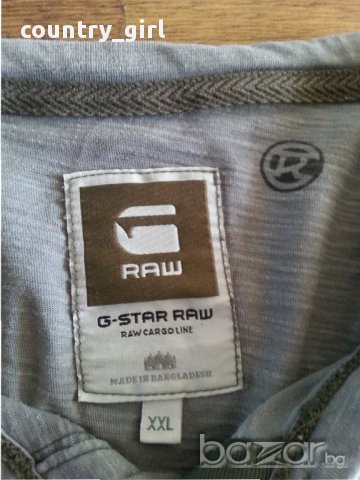 country_girl
R
G
RAW
G-STAR RAW
RAW CARGO LINE
MADE IN BANGLADESH
XXL
bazar.bg